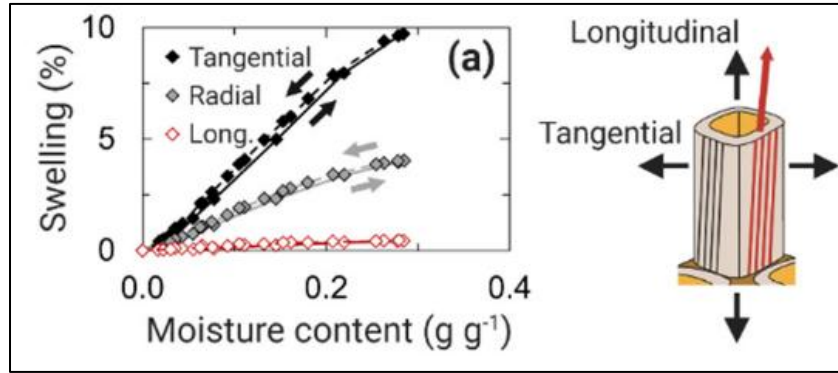 10
5
0
0.0
0.2
0.4
Swelling (%)
Moisture content (g g⁻¹)
Tangential
Radial
Long.
(a)
Longitudinal
Tangential